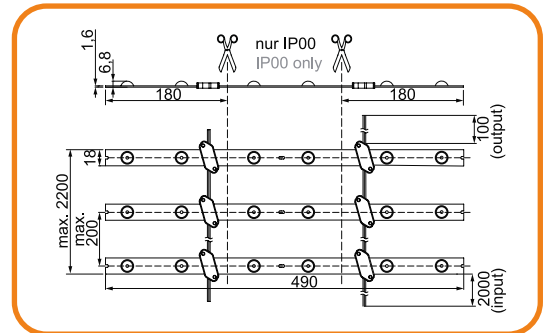 nur IP00
IP00 only
1,6
6,8
180
180
100
(output)
18
max. 2200
max.
200
490
2000
(input)